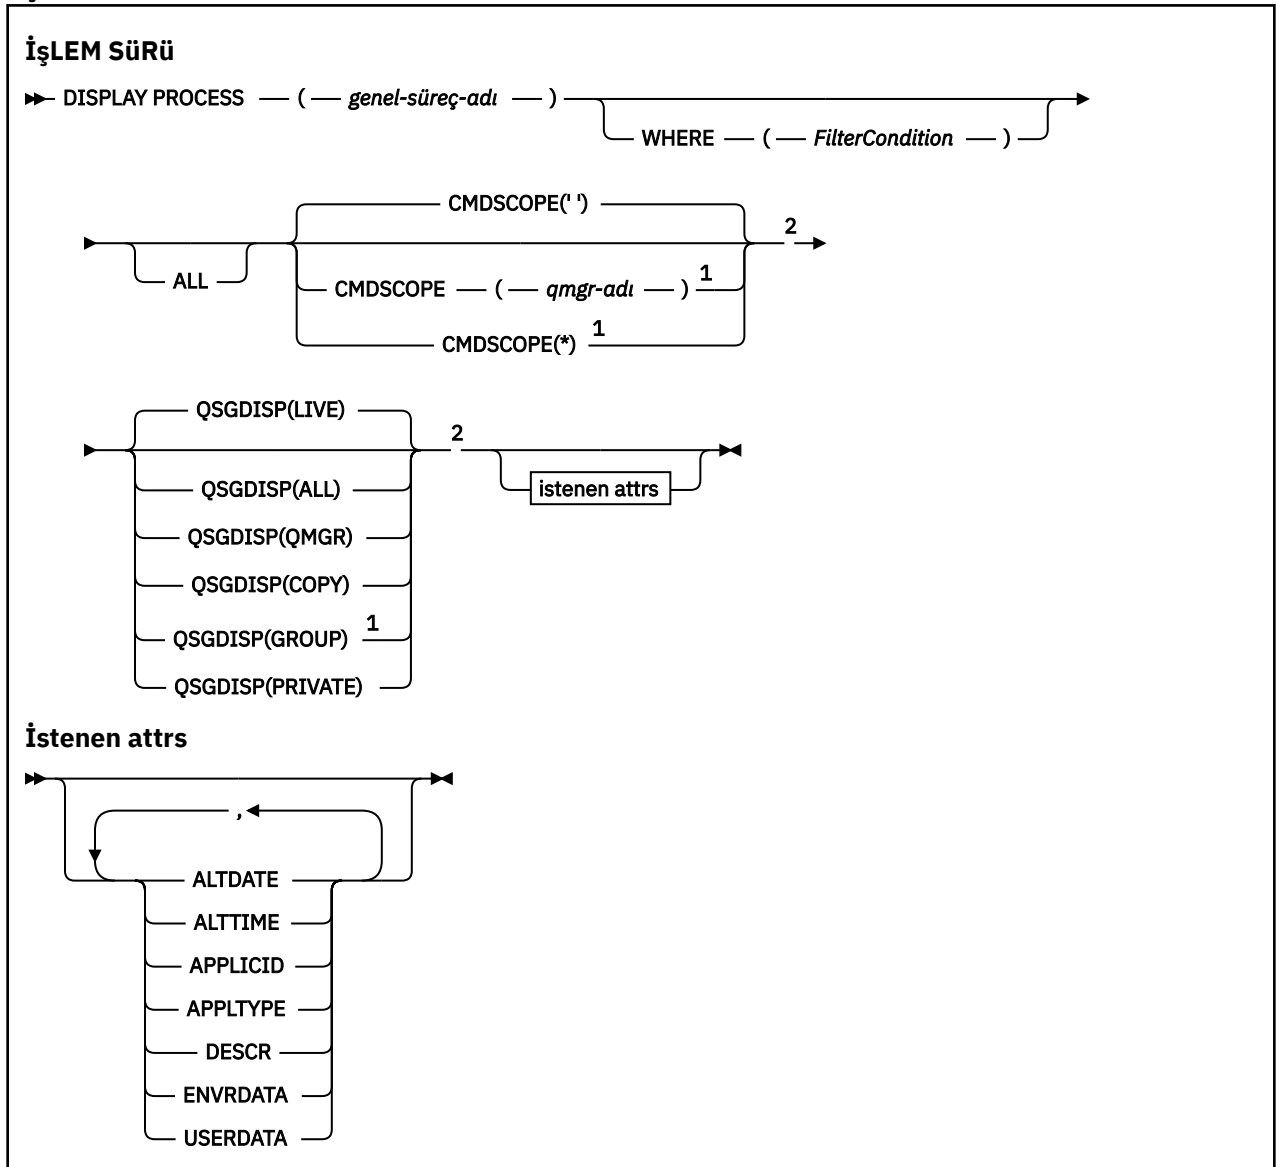 İşLEM SüRü
DISPLAY PROCESS ( genel-süreç-adı )
WHERE ( FilterCondition )
CMDSCOPE(' ')
2
ALL
CMDSCOPE ( qmgr-adı ) 1
CMDSCOPE(*) 1
QSGDISP(LIVE)
2
QSGDISP(ALL)
istenen attrs
QSGDISP(QMGR)
QSGDISP(COPY)
QSGDISP(GROUP) 1
QSGDISP(PRIVATE)
İstenen attrs
,
ALTDATE
ALTTIME
APPLICID
APPLTYPE
DESCR
ENVRDATA
USERDATA